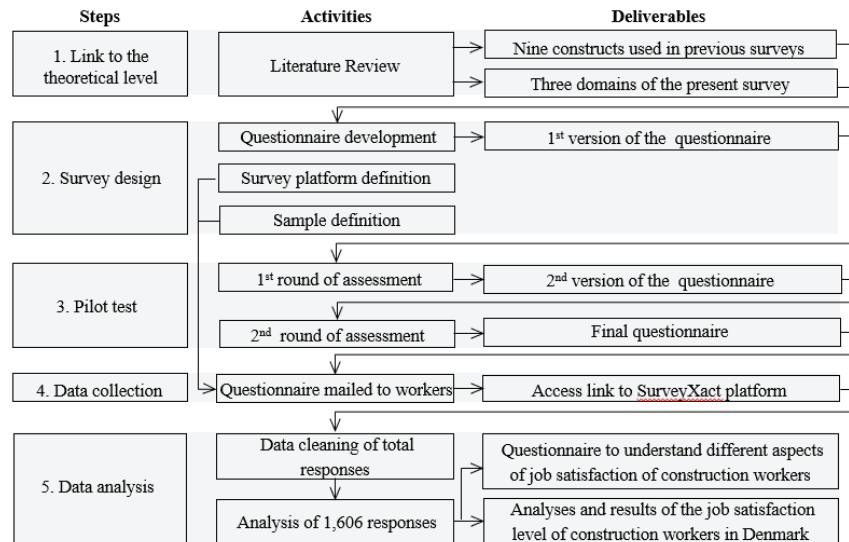 Steps Activities Deliverables
1. Link to the
theoretical level
Literature Review
Nine constructs used in previous surveys
Three domains of the present survey
2. Survey design
Questionnaire development
1st version of the questionnaire
Survey platform definition
Sample definition
3. Pilot test
1st round of assessment
2nd version of the questionnaire
2nd round of assessment
Final questionnaire
4. Data collection
Questionnaire mailed to workers
Access link to SurveyXact platform
5. Data analysis
Data cleaning of total
responses
Analysis of 1,606 responses
Questionnaire to understand different aspects
of job satisfaction of construction workers
Analyses and results of the job satisfaction
level of construction workers in Denmark